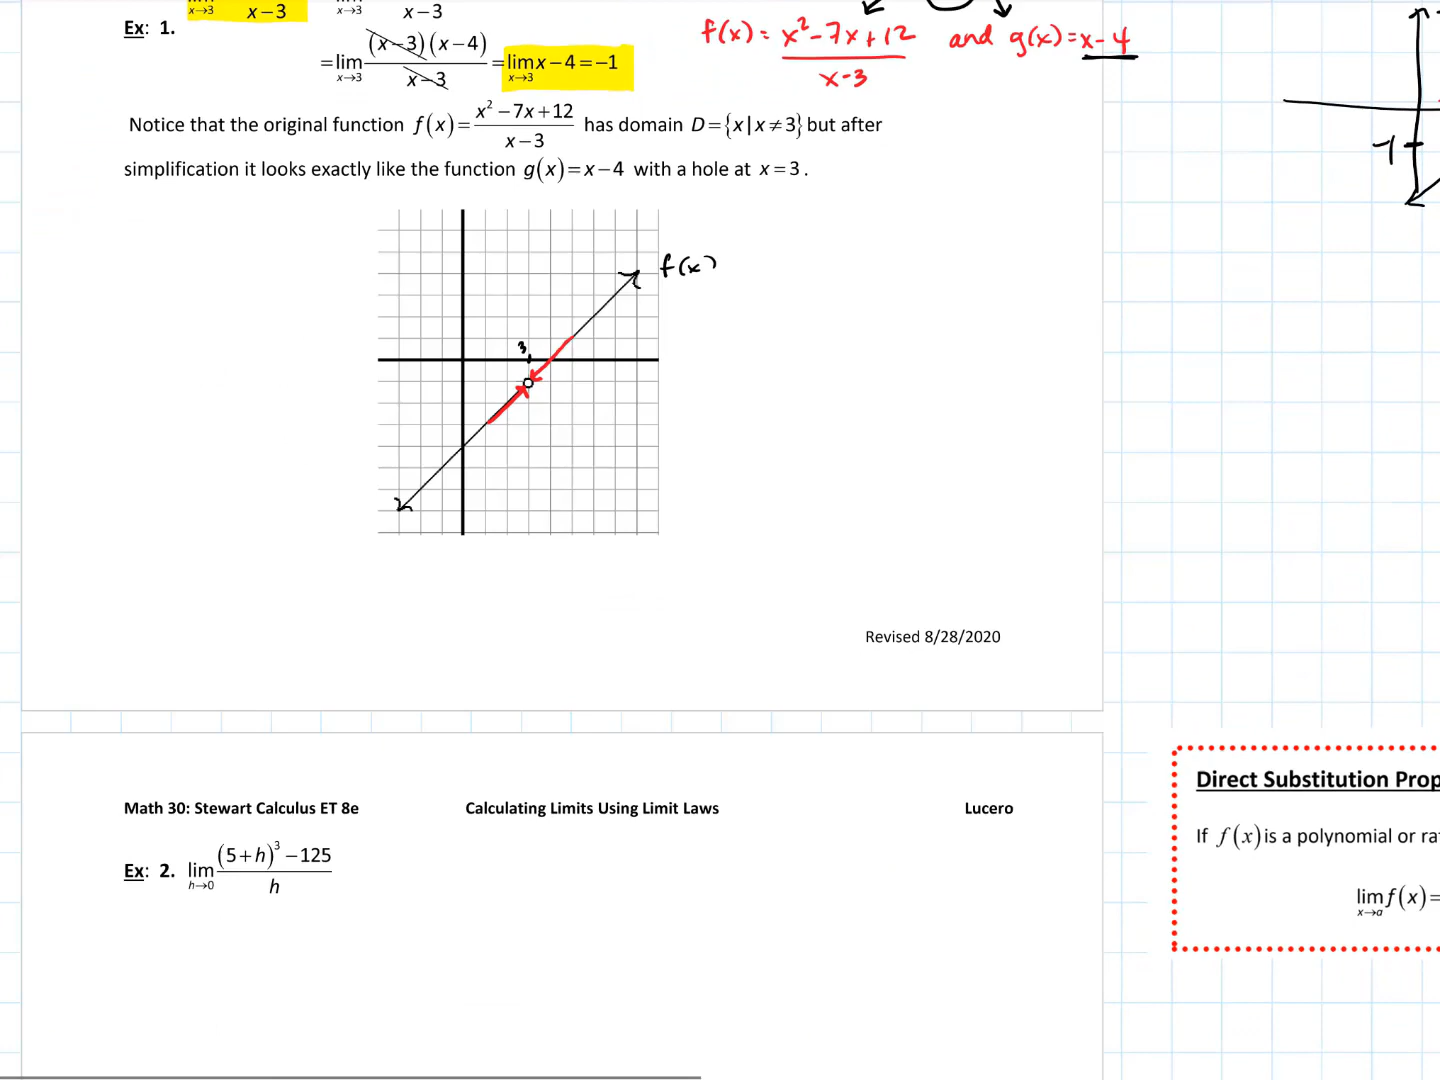 x→3 x−3 x→3 x−3
Ex: 1.
=lim (x−3)(x−4) / x−3 =lim x−4=−1
x→3 x→3
f(x)= x²−7x+12 / x−3 and g(x)=x−4
Notice that the original function f(x)= x²−7x+12 / x−3 has domain D={x|x≠3} but after
simplification it looks exactly like the function g(x)=x−4 with a hole at x=3.
f(x)
3
Revised 8/28/2020
Math 30: Stewart Calculus ET 8e Calculating Limits Using Limit Laws Lucero
Ex: 2. lim (5+h)³−125 / h
h→0
Direct Substitution Prop
If f(x) is a polynomial or ra
lim f(x)=
x→a